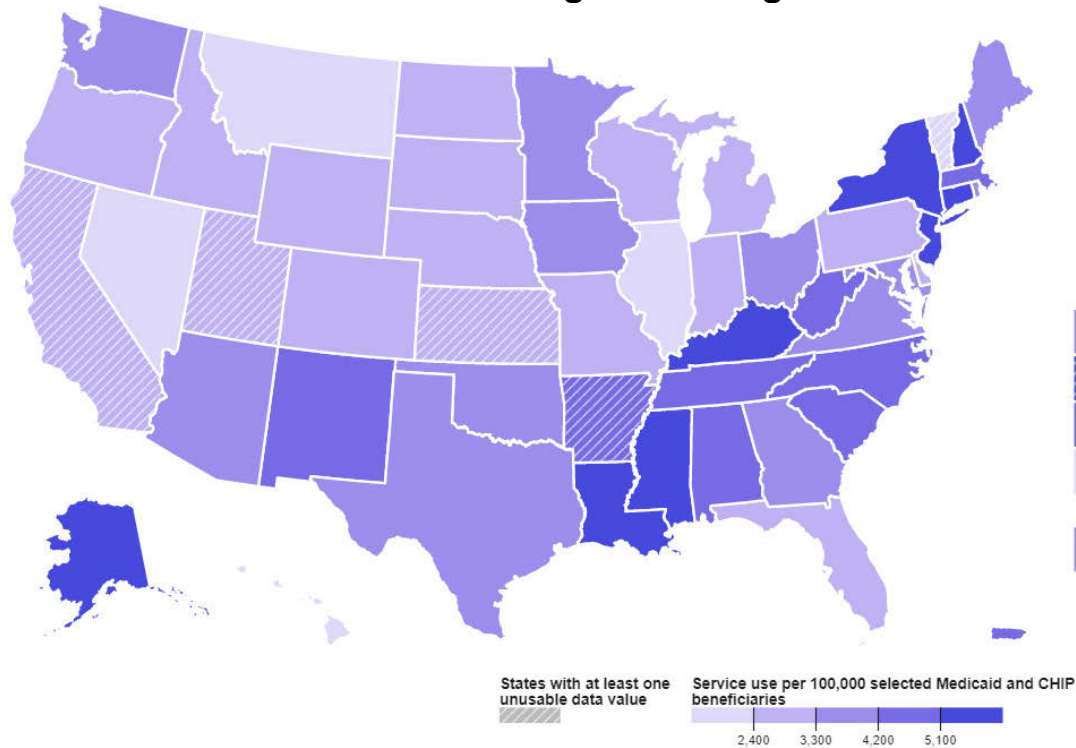 States with at least one
unusable data value
Service use per 100,000 selected Medicaid and CHIP
beneficiaries
2,400 3,300 4,200 5,100